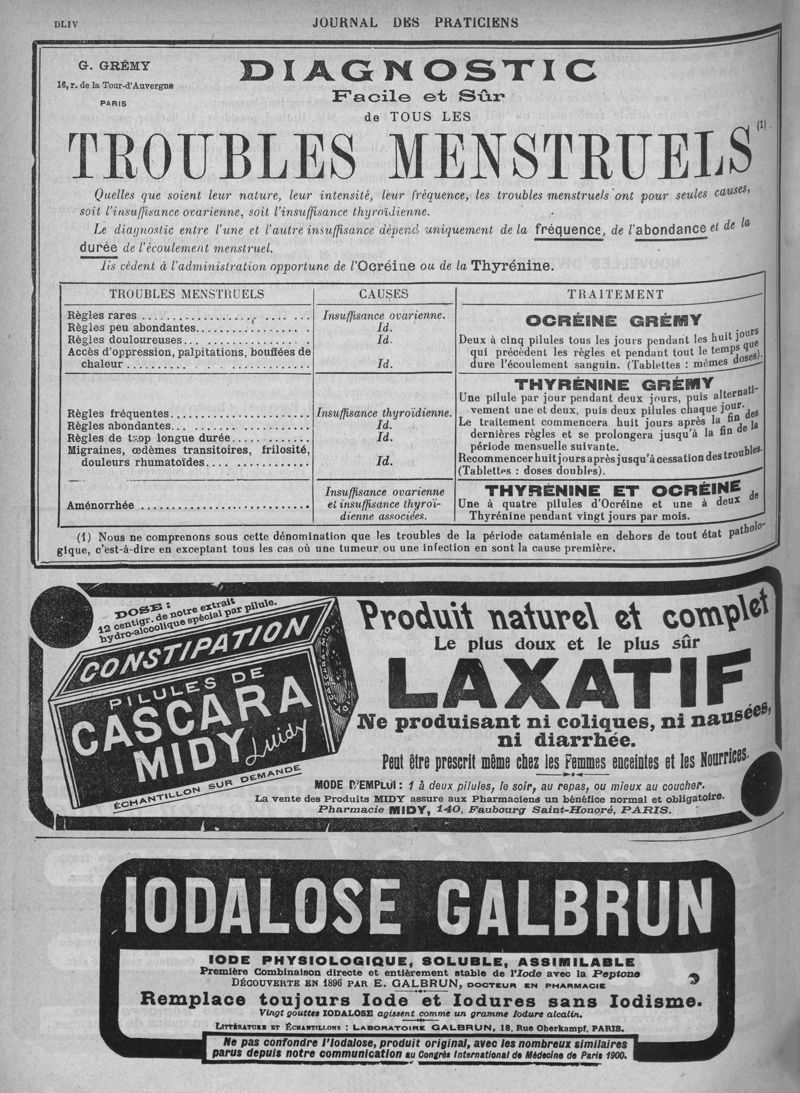 DLIV
JOURNAL DES PRATICIENS
G. GRÉMY
16, r. de la Tour-d'Auvergne
PARIS
DIAGNOSTIC
Facile et Sûr
de TOUS LES
TROUBLES MENSTRUELS (1)
Quelles que soient leur nature, leur intensité, leur fréquence, les troubles menstruels ont pour seules causes,
soit l'insuffisance ovarienne, soit l'insuffisance thyroïdienne.
Le diagnostic entre l'une et l'autre insuffisance dépend uniquement de la fréquence, de l'abondance et de la
durée de l'écoulement menstruel.
Ils cèdent à l'administration opportune de l'Ocréine ou de la Thyrénine.
TROUBLES MENSTRUELS
CAUSES
TRAITEMENT
Règles rares
Insuffisance ovarienne.
Règles peu abondantes
Id.
Règles douloureuses
Id.
Accès d'oppression, palpitations, bouffées de
chaleur
Id.
OCRÉINE GRÉMY
Deux à cinq pilules tous les jours pendant les huit jours
qui précèdent les règles et pendant tout le temps que
dure l'écoulement sanguin. (Tablettes : mêmes doses).
Règles fréquentes
Insuffisance thyroïdienne.
Règles abondantes
Id.
Règles de trop longue durée
Id.
Migraines, œdèmes transitoires, frilosité,
douleurs rhumatoïdes
Id.
THYRÉNINE GRÉMY
Une pilule par jour pendant deux jours, puis alternati-
vement une et deux, puis deux pilules chaque jour.
Le traitement commencera huit jours après la fin des
dernières règles et se prolongera jusqu'à la fin de la
période mensuelle suivante.
Recommencer huit jours après jusqu'à cessation des troubles.
(Tablettes : doses doubles).
Aménorrhée
Insuffisance ovarienne
et insuffisance thyroï-
dienne associées.
THYRÉNINE ET OCRÉINE
Une à quatre pilules d'Ocréine et une à deux de
Thyrénine pendant vingt jours par mois.
(1) Nous ne comprenons sous cette dénomination que les troubles de la période cataméniale en dehors de tout état patholo-
gique, c'est-à-dire en exceptant tous les cas où une tumeur ou une infection en sont la cause première.
DOSE :
12 centigr. de notre extrait
hydro-alcoolique spécial par pilule.
CONSTIPATION
PILULES DE
CASCARA
MIDY
Midy
ÉCHANTILLON SUR DEMANDE
Produit naturel et complet
Le plus doux et le plus sûr
LAXATIF
Ne produisant ni coliques, ni nausées,
ni diarrhée.
Peut être prescrit même chez les Femmes enceintes et les Nourrices.
MODE D'EMPLOI : 1 à deux pilules, le soir, au repas, ou mieux au coucher.
La vente des Produits MIDY assure aux Pharmaciens un bénéfice normal et obligatoire.
Pharmacie MIDY, 140, Faubourg Saint-Honoré, PARIS.
IODALOSE GALBRUN
IODE PHYSIOLOGIQUE, SOLUBLE, ASSIMILABLE
Première Combinaison directe et entièrement stable de l'Iode avec la Peptone
DÉCOUVERTE EN 1896 PAR E. GALBRUN, DOCTEUR EN PHARMACIE
Remplace toujours Iode et Iodures sans Iodisme.
Vingt gouttes IODALOSE agissent comme un gramme Iodure alcalin.
LITTÉRATURE ET ÉCHANTILLONS : LABORATOIRE GALBRUN, 18, Rue Oberkampf, PARIS.
Ne pas confondre l'Iodalose, produit original, avec les nombreux similaires
parus depuis notre communication au Congrès International de Médecine de Paris 1900.